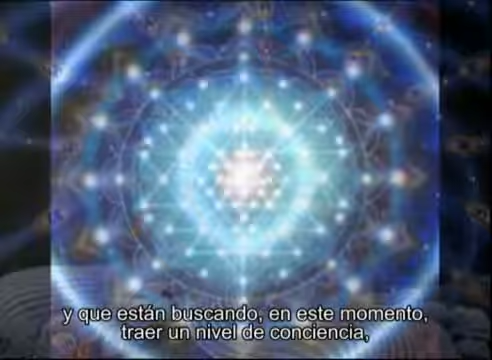 y que están buscando, en este momento,
traer un nivel de conciencia,